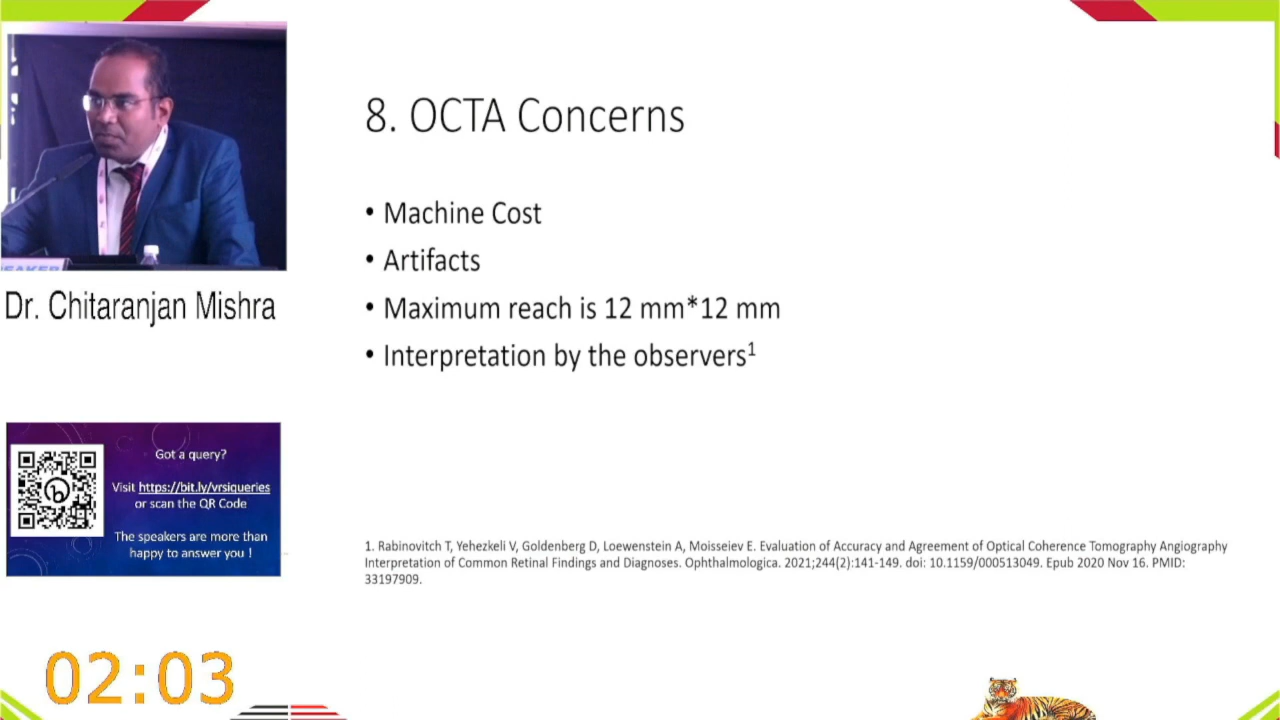 8. OCTA Concerns
• Machine Cost
• Artifacts
• Maximum reach is 12 mm*12 mm
• Interpretation by the observers¹
SPEAKER
Dr. Chitaranjan Mishra
Got a query?
Visit https://bit.ly/vrsiqueries
or scan the QR Code
The speakers are more than
happy to answer you !
1. Rabinovitch T, Yehezkeli V, Goldenberg D, Loewenstein A, Moisseiev E. Evaluation of Accuracy and Agreement of Optical Coherence Tomography Angiography
Interpretation of Common Retinal Findings and Diagnoses. Ophthalmologica. 2021;244(2):141-149. doi: 10.1159/000513049. Epub 2020 Nov 16. PMID:
33197909.
02:03